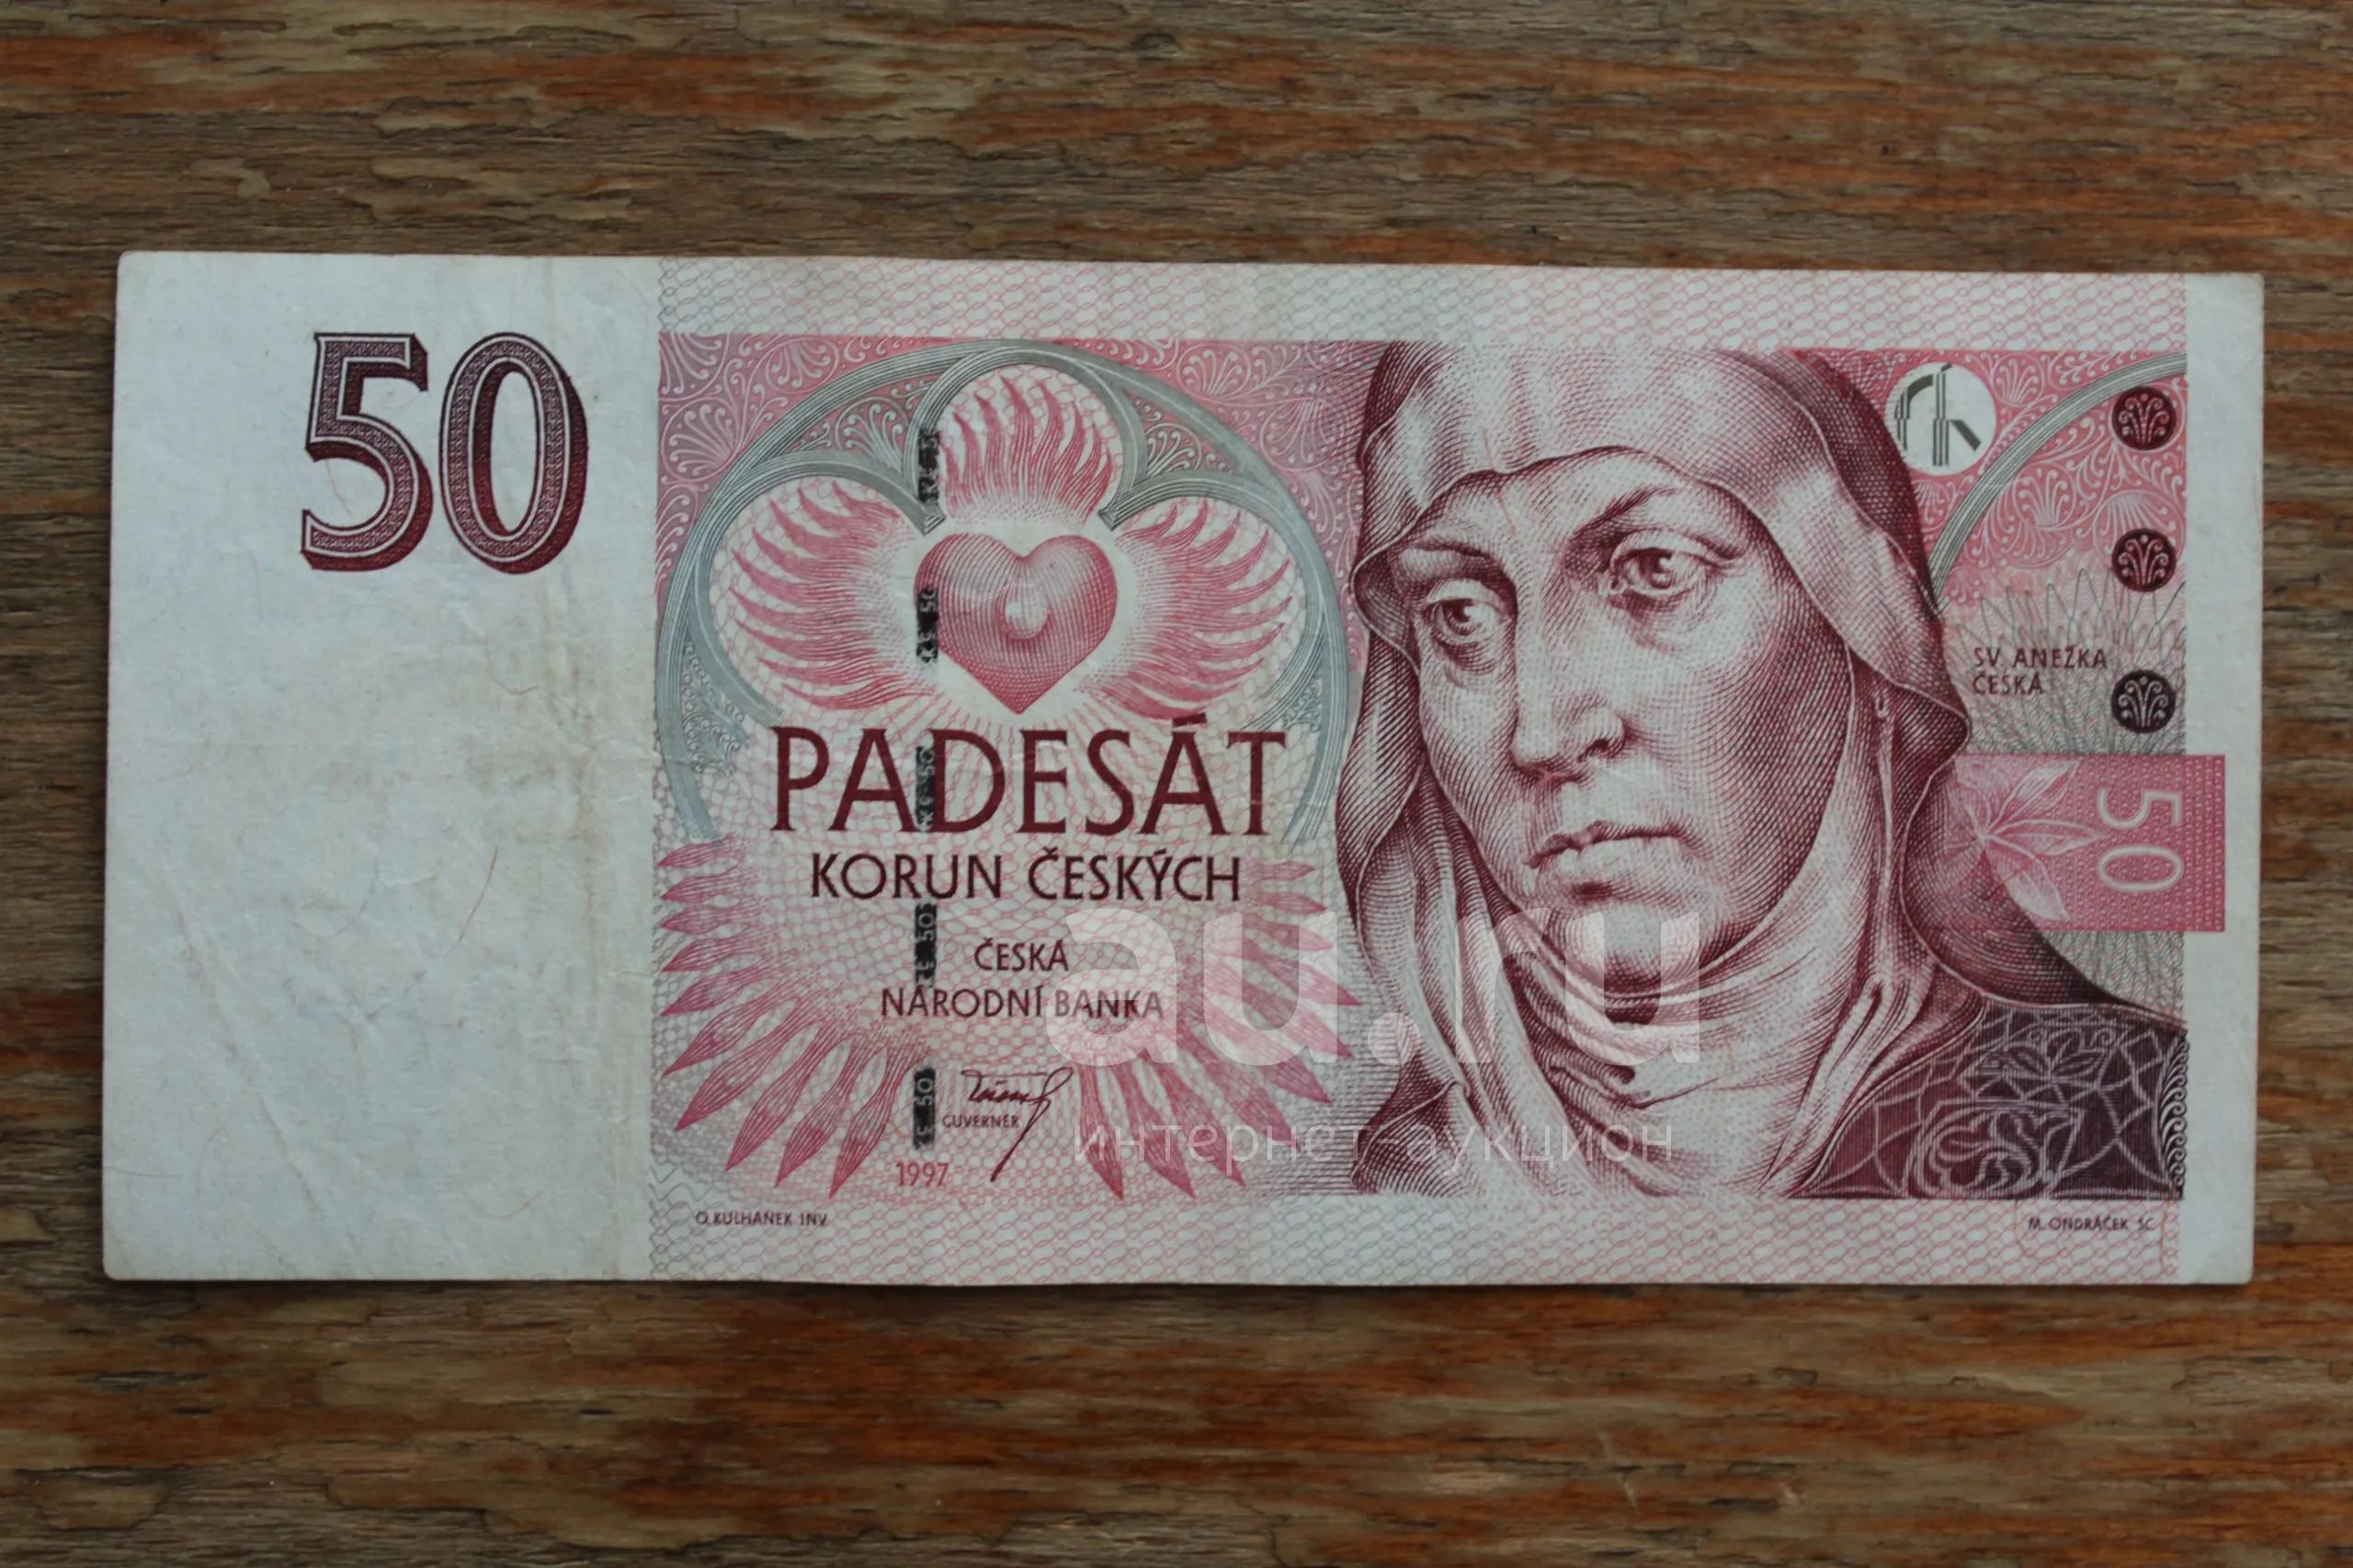 50
PADESÁT
KORUN ČESKÝCH
ČESKÁ
NÁRODNÍ BANKA
GUVERNÉR
1997
O. KULHÁNEK INV.
SV. ANEŽKA
ČESKÁ
50
M. ONDRÁČEK SC.
au.ru
интернет-аукцион